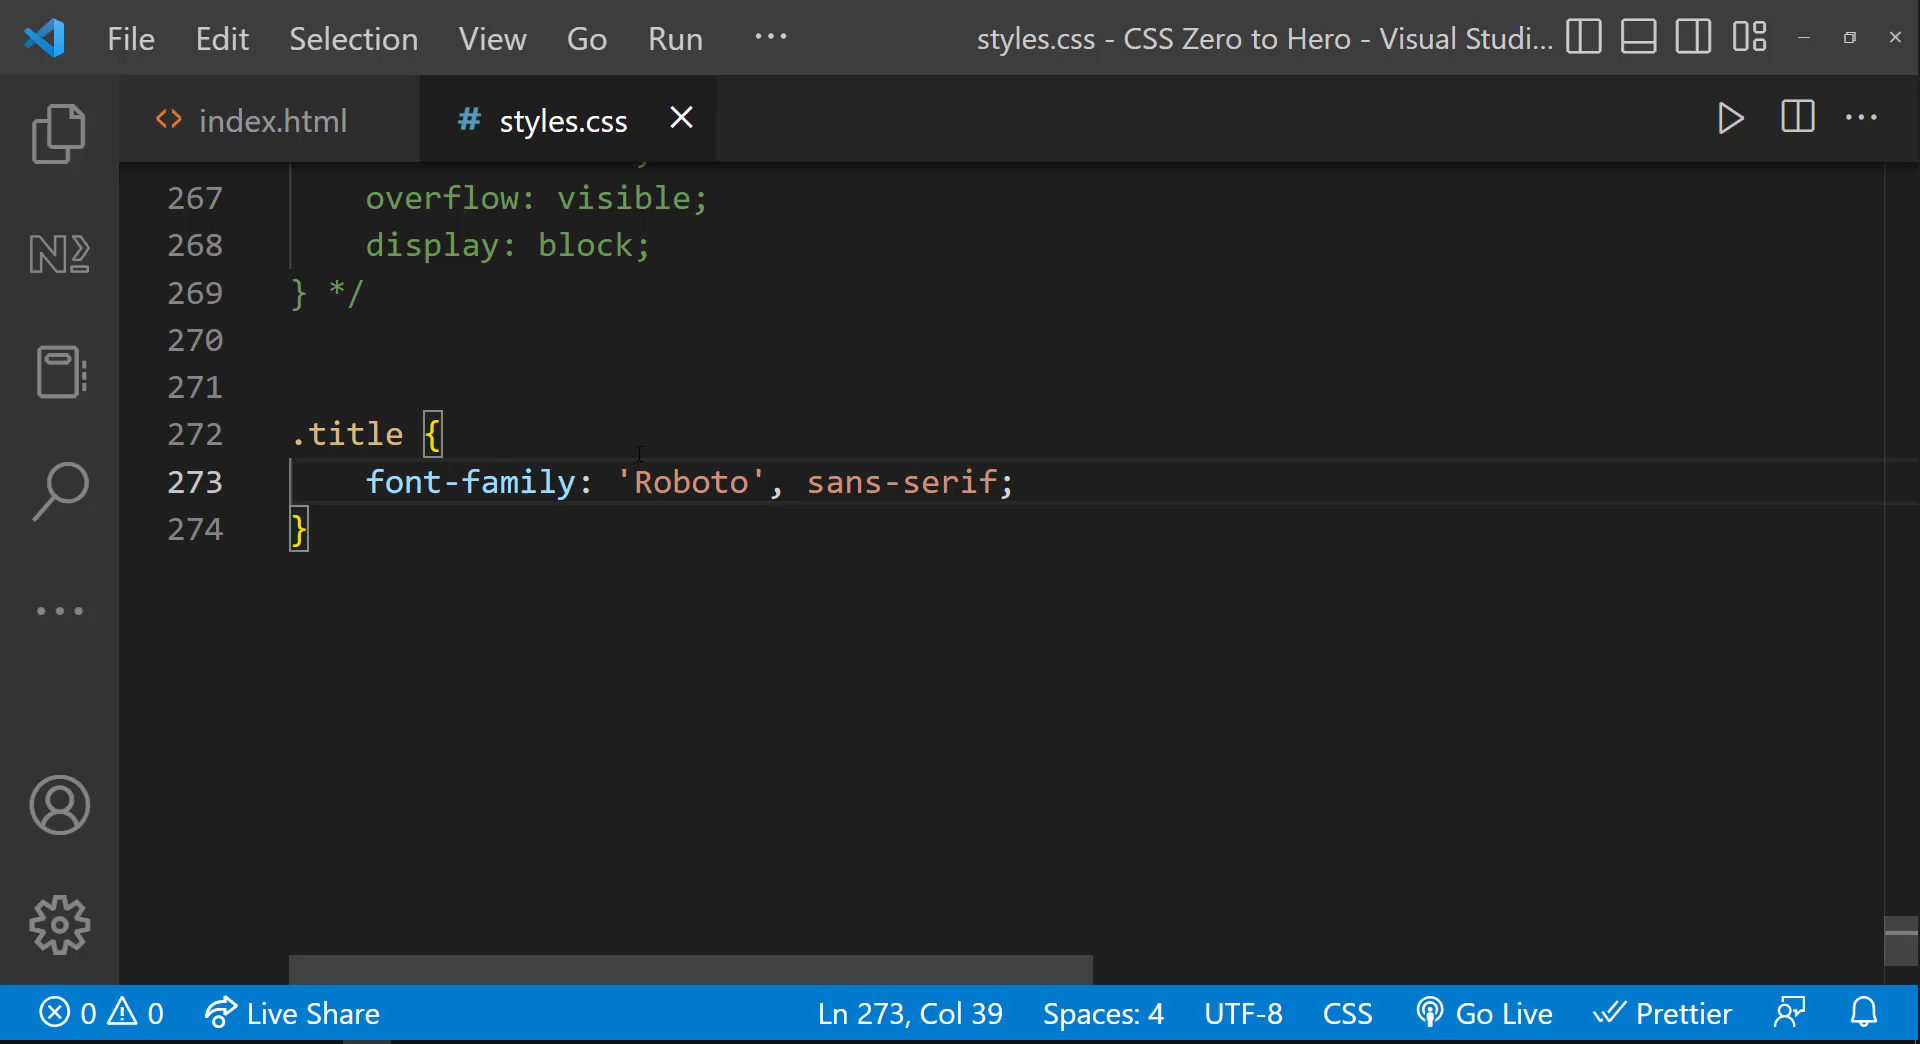 File Edit Selection View Go Run ··· styles.css - CSS Zero to Hero - Visual Studi...
<> index.html # styles.css
267 overflow: visible;
268 display: block;
269 } */
270
271
272 .title {
273 font-family: 'Roboto', sans-serif;
274 }
0 0 Live Share Ln 273, Col 39 Spaces: 4 UTF-8 CSS Go Live Prettier